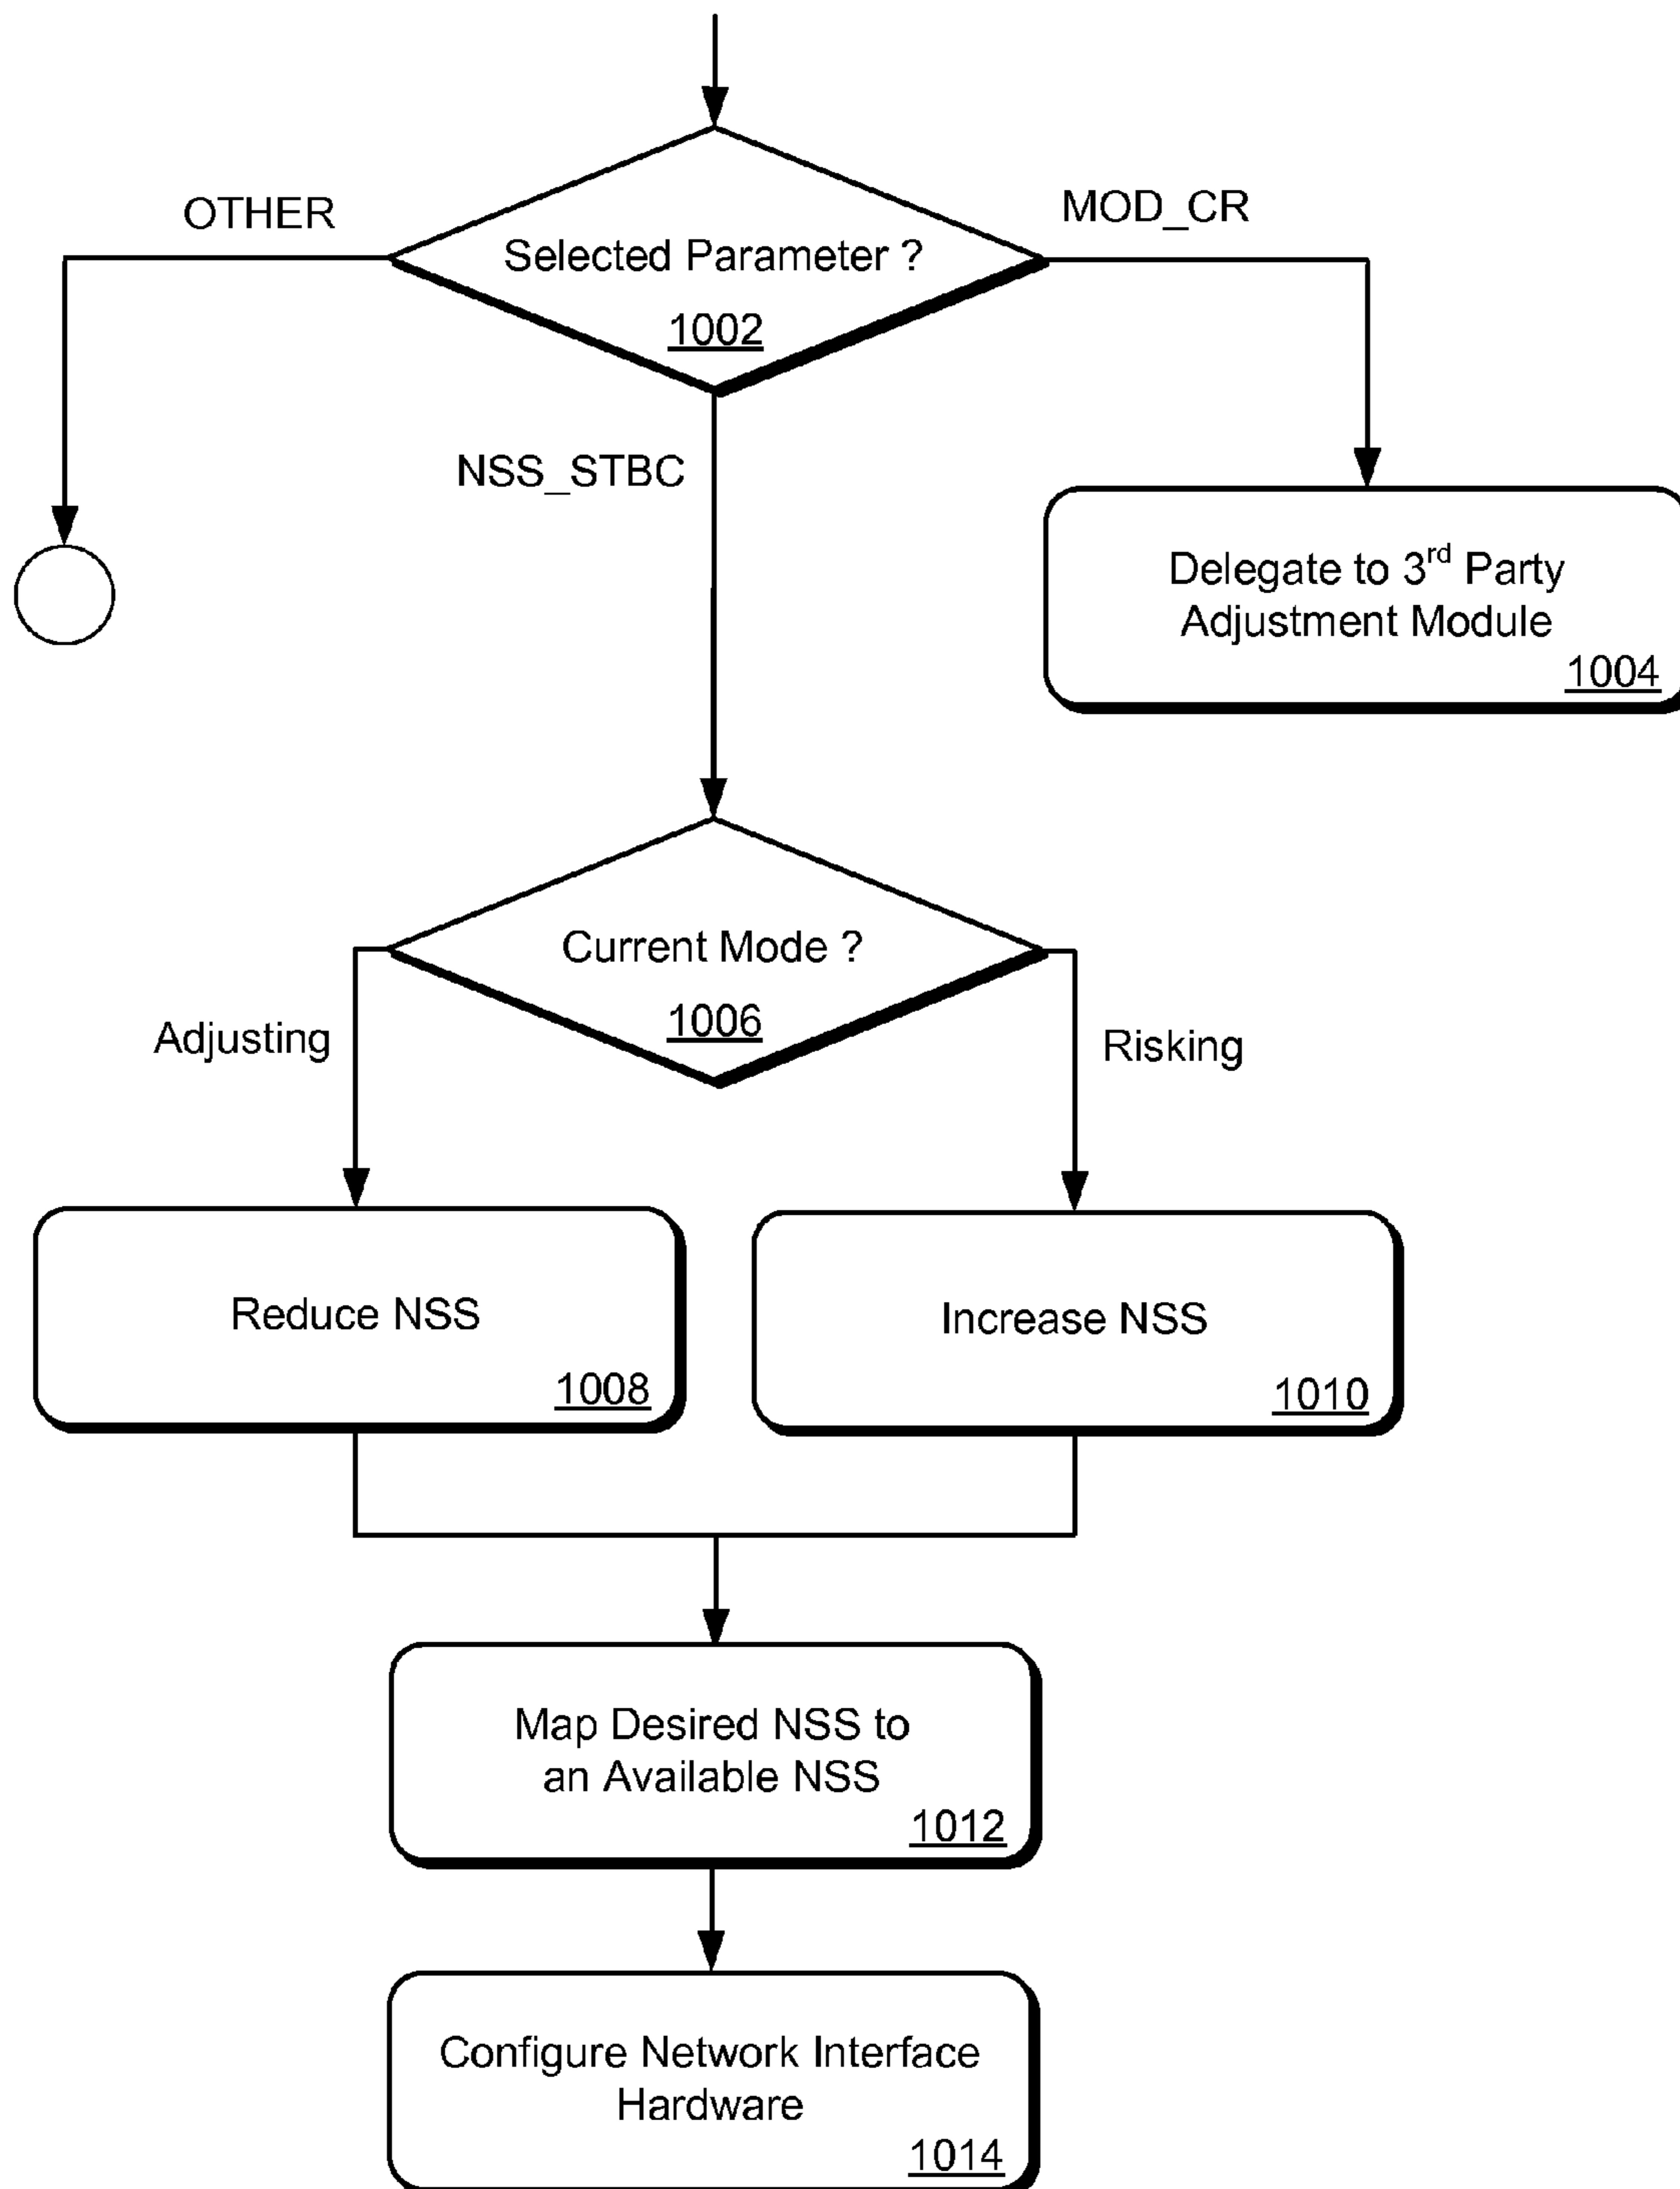 OTHER
MOD_CR
Selected Parameter ?
1002
NSS_STBC
Delegate to 3rd Party
Adjustment Module
1004
Current Mode ?
1006
Adjusting
Risking
Reduce NSS
1008
Increase NSS
1010
Map Desired NSS to
an Available NSS
1012
Configure Network Interface
Hardware
1014